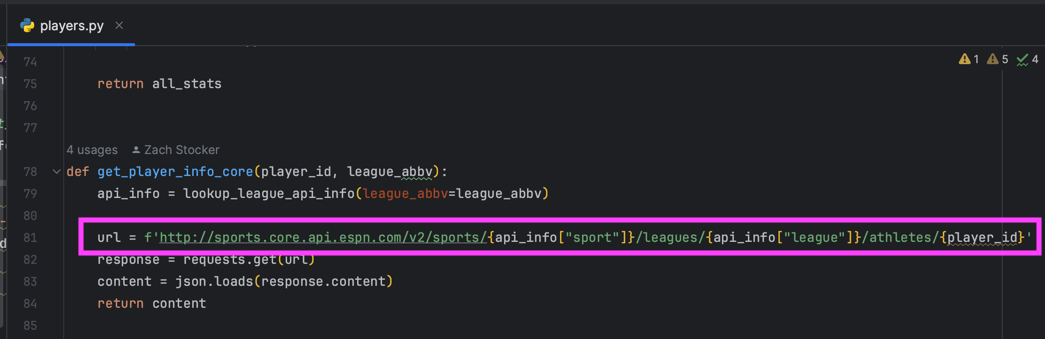 players.py
1 5 4
74
75 return all_stats
76
77
4 usages Zach Stocker
78 def get_player_info_core(player_id, league_abbv):
79 api_info = lookup_league_api_info(league_abbv=league_abbv)
80
81 url = f'http://sports.core.api.espn.com/v2/sports/{api_info["sport"]}/leagues/{api_info["league"]}/athletes/{player_id}'
82 response = requests.get(url)
83 content = json.loads(response.content)
84 return content
85